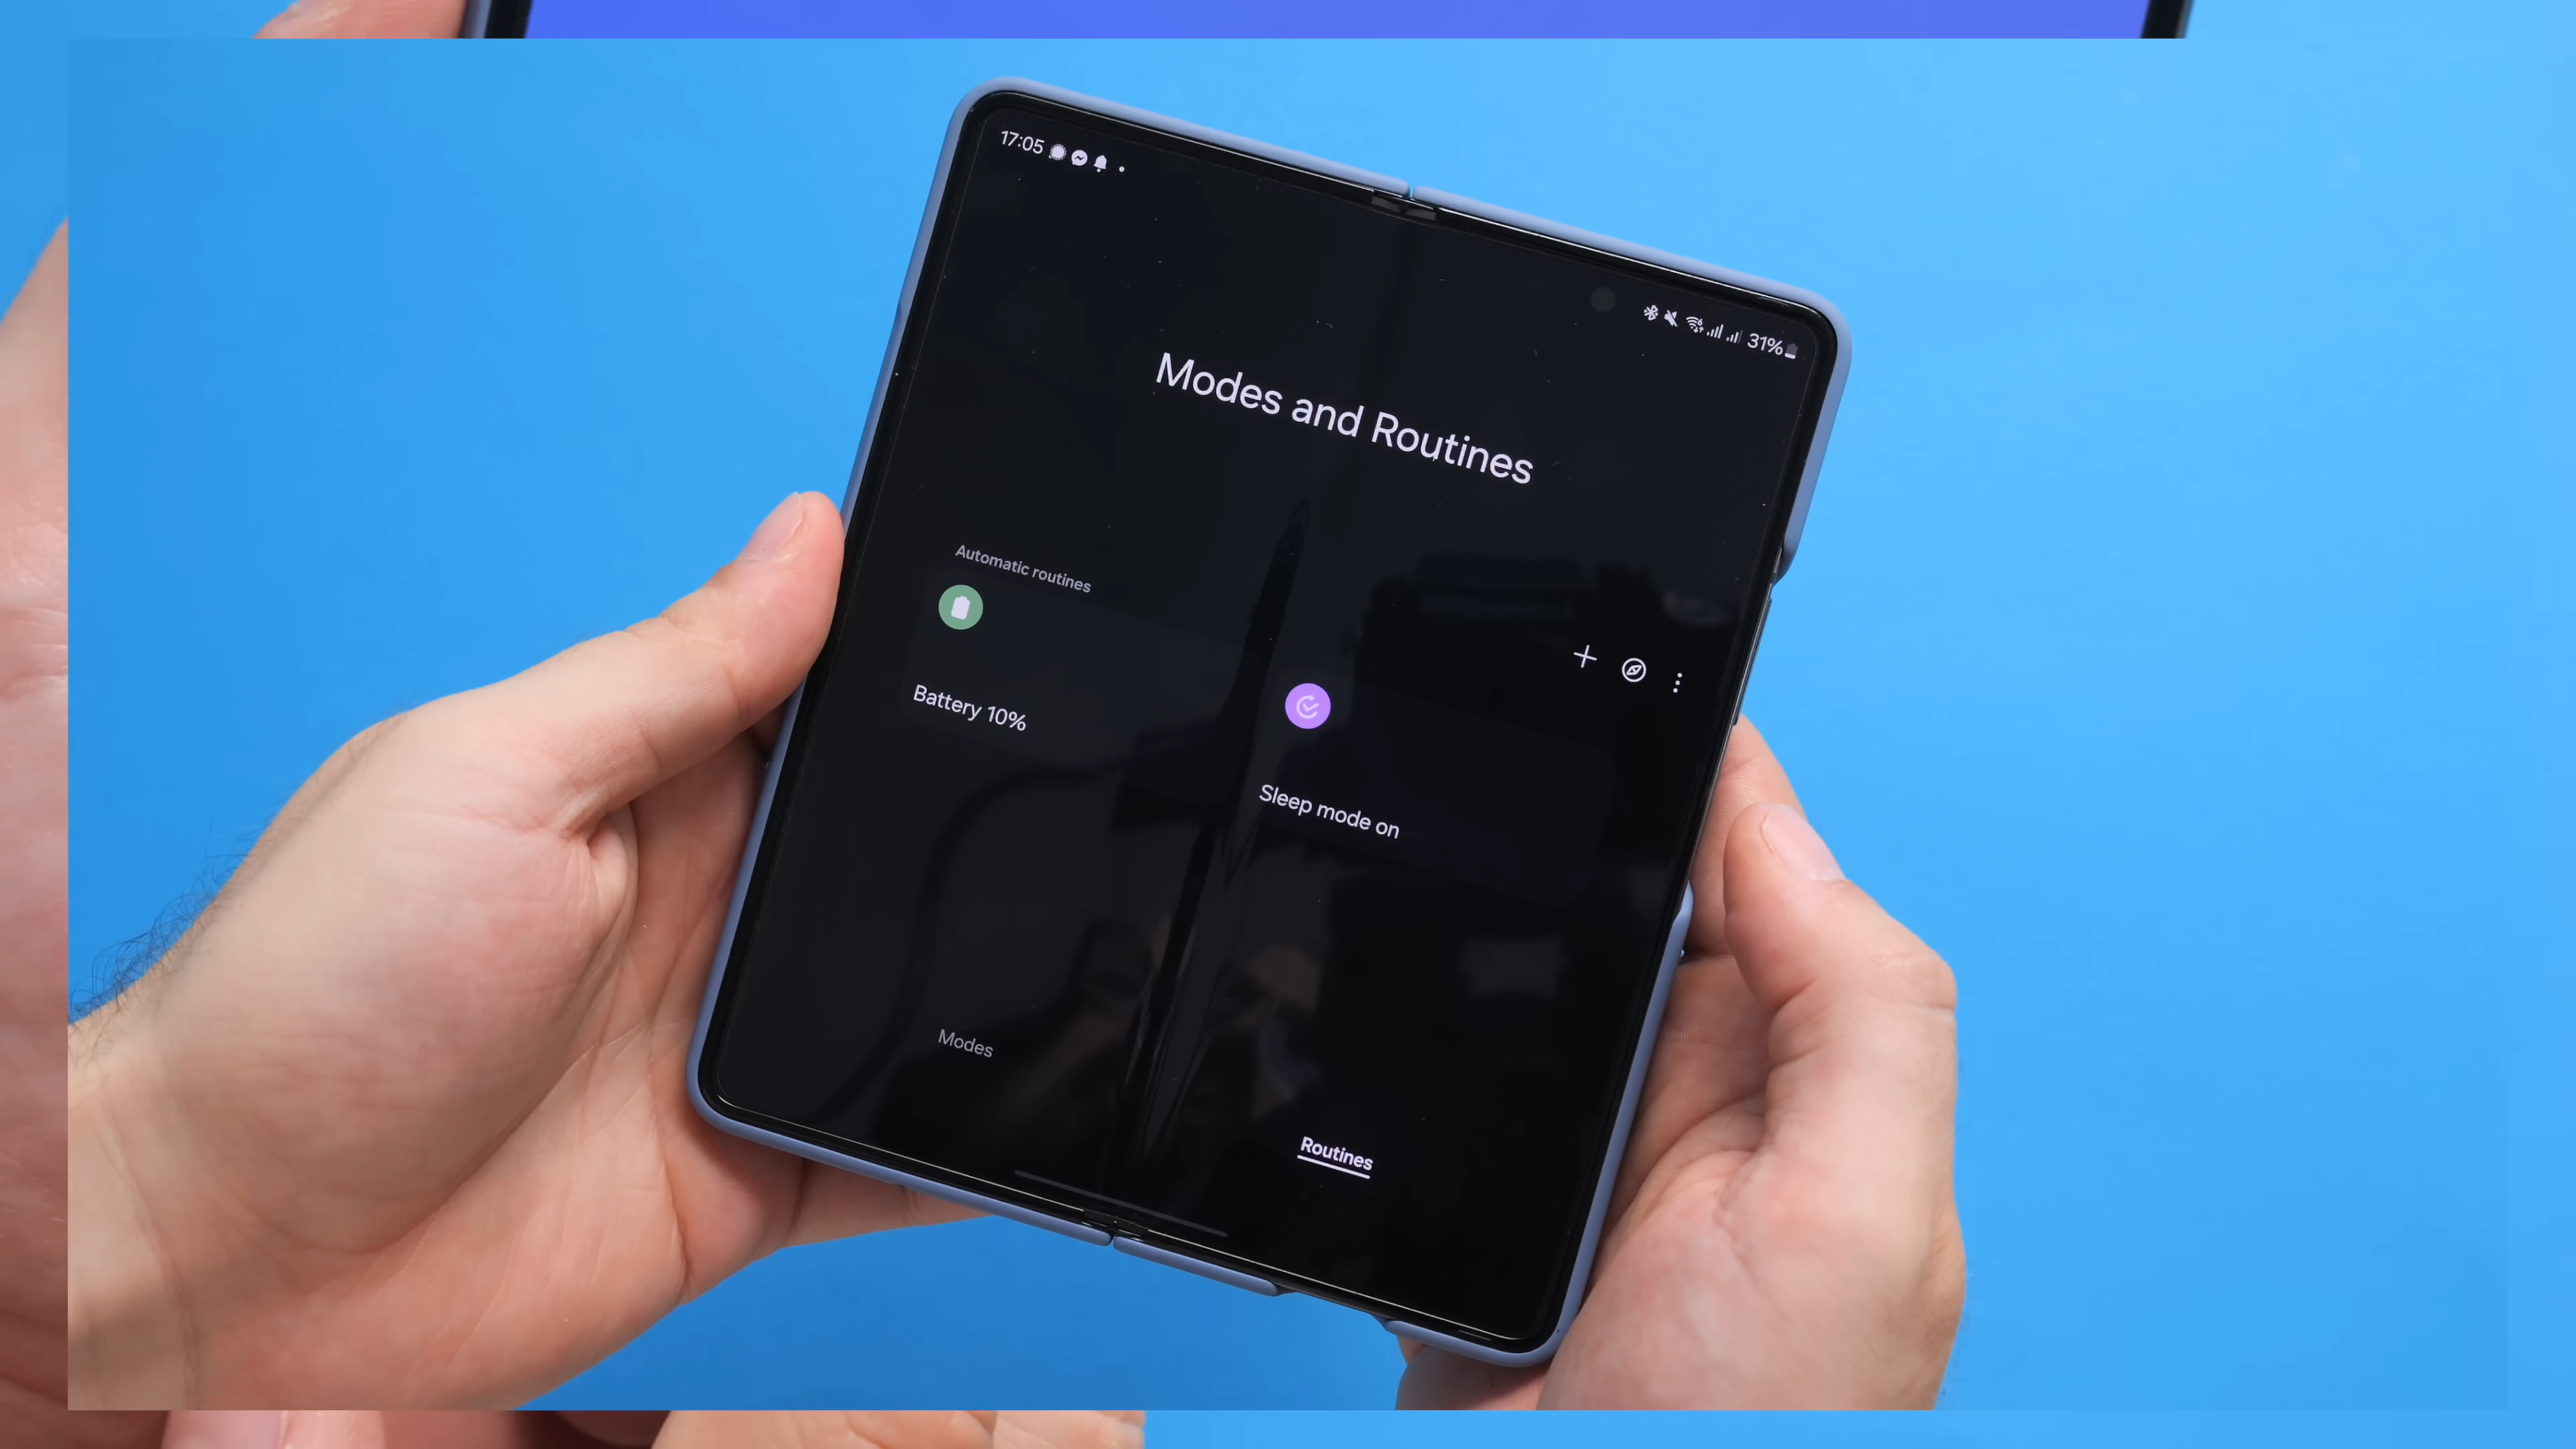 17:05
31%
Modes and Routines
Automatic routines
Battery 10%
Sleep mode on
Modes
Routines